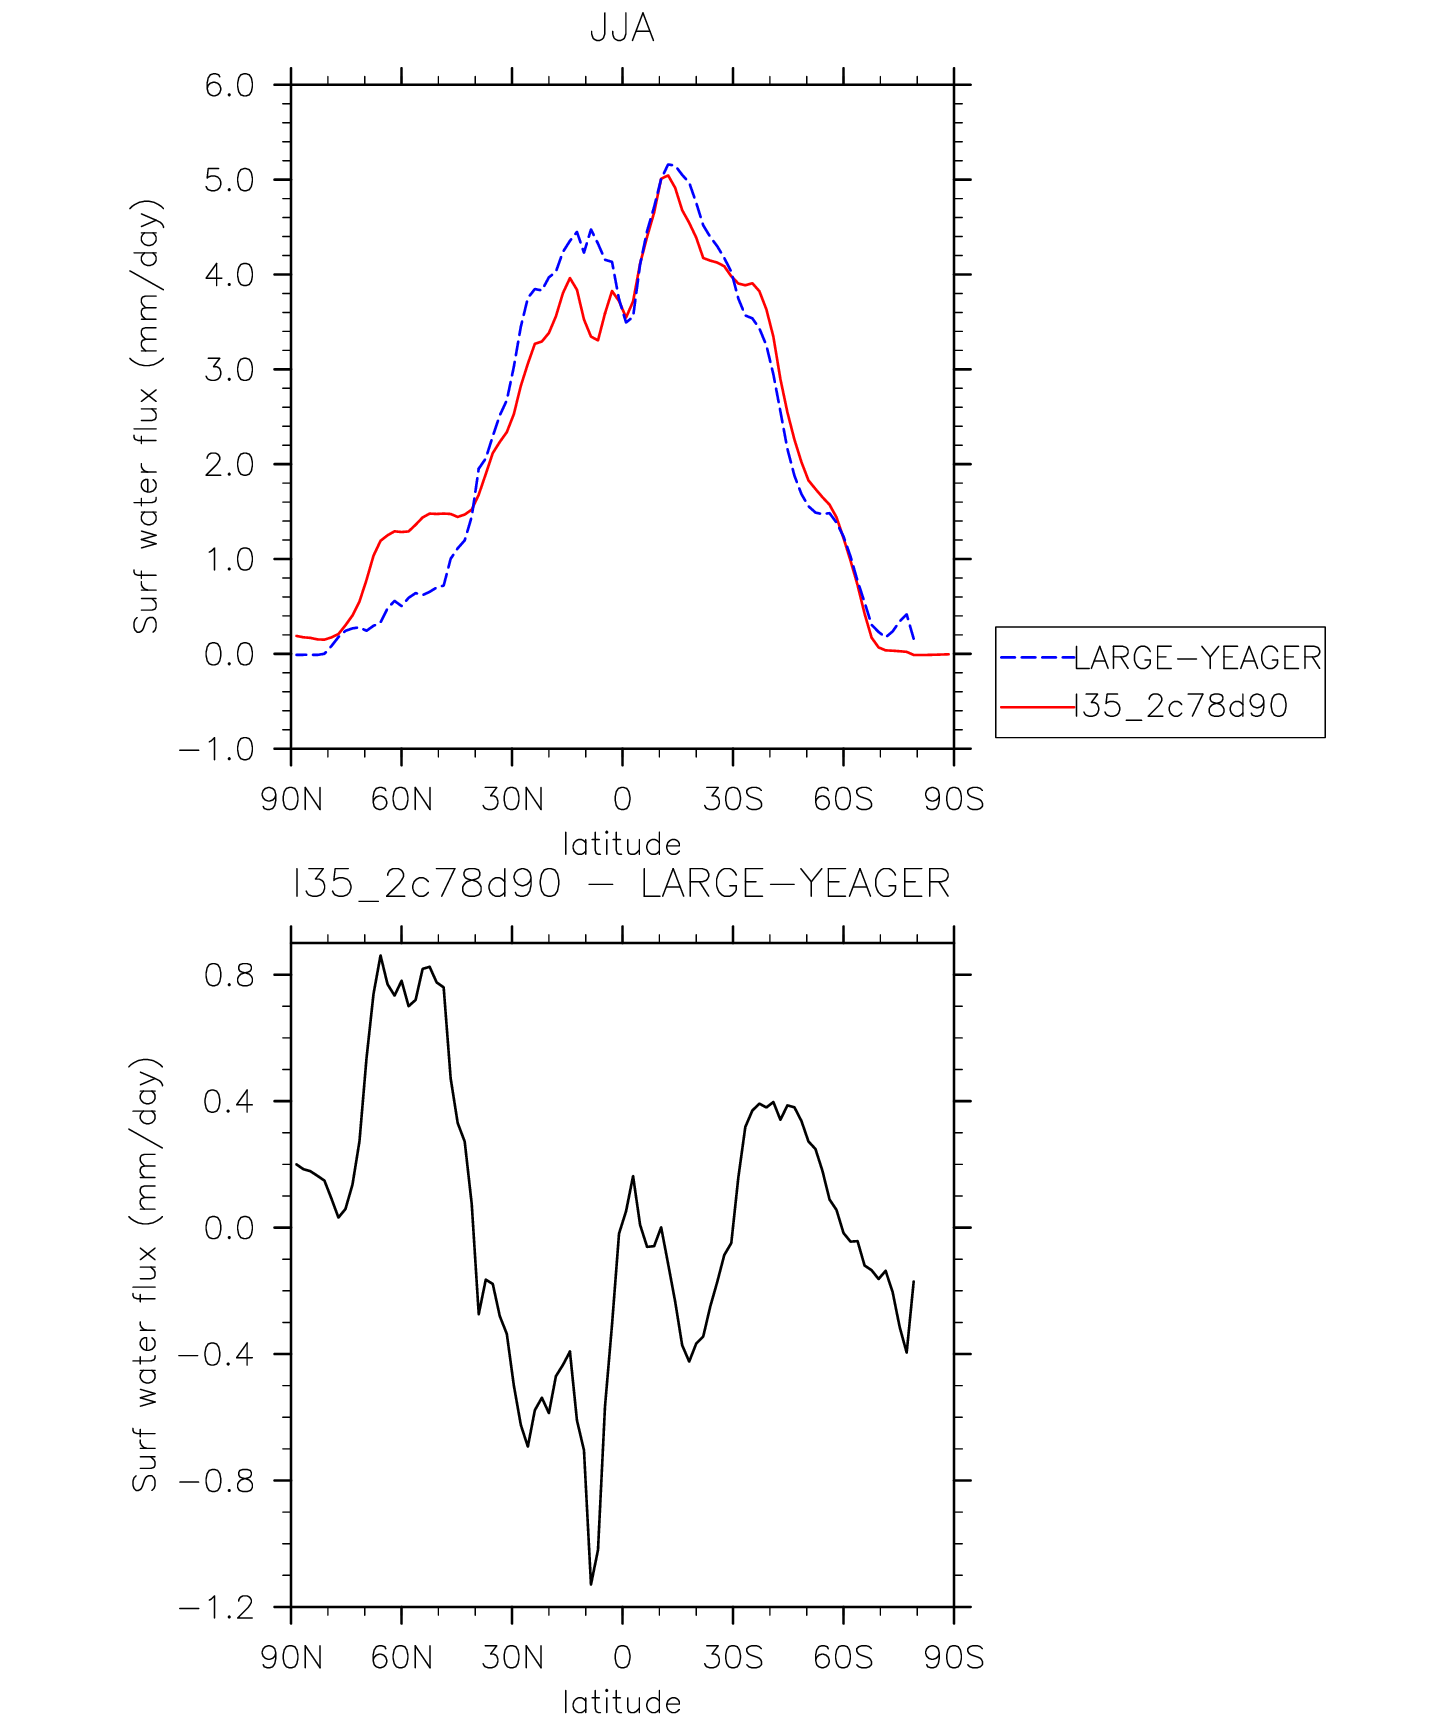 JJA
6.0
5.0
4.0
3.0
2.0
1.0
0.0
−1.0
Surf water flux (mm/day)
90N 60N 30N 0 30S 60S 90S
latitude
LARGE−YEAGER
I35_2c78d90
I35_2c78d90 − LARGE−YEAGER
0.8
0.4
0.0
−0.4
−0.8
−1.2
Surf water flux (mm/day)
90N 60N 30N 0 30S 60S 90S
latitude